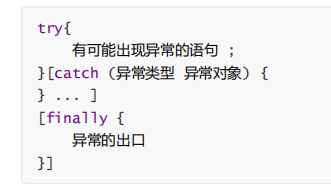 try{
    有可能出现异常的语句 ;
}[catch (异常类型 异常对象) {
} ... ]
[finally {
    异常的出口
}]